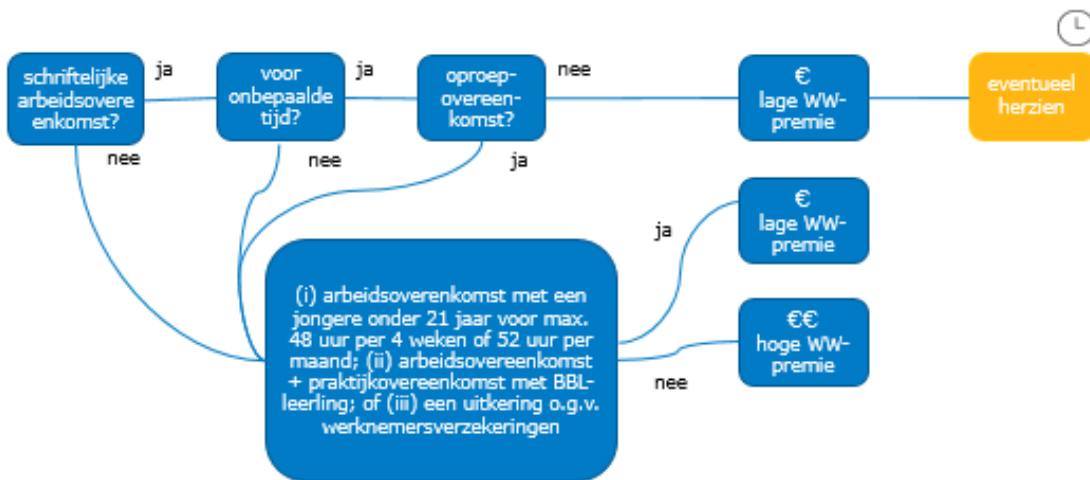 schriftelijke
arbeidsovere
enkomst?
ja
nee
voor
onbepaalde
tijd?
ja
nee
oproep-
overeen-
komst?
nee
ja
€
lage WW-
premie
eventueel
herzien
(i) arbeidsoverenkomst met een
jongere onder 21 jaar voor max.
48 uur per 4 weken of 52 uur per
maand; (ii) arbeidsovereenkomst
+ praktijkovereenkomst met BBL-
leerling; of (iii) een uitkering o.g.v.
werknemersverzekeringen
ja
€
lage WW-
premie
nee
€€
hoge WW-
premie